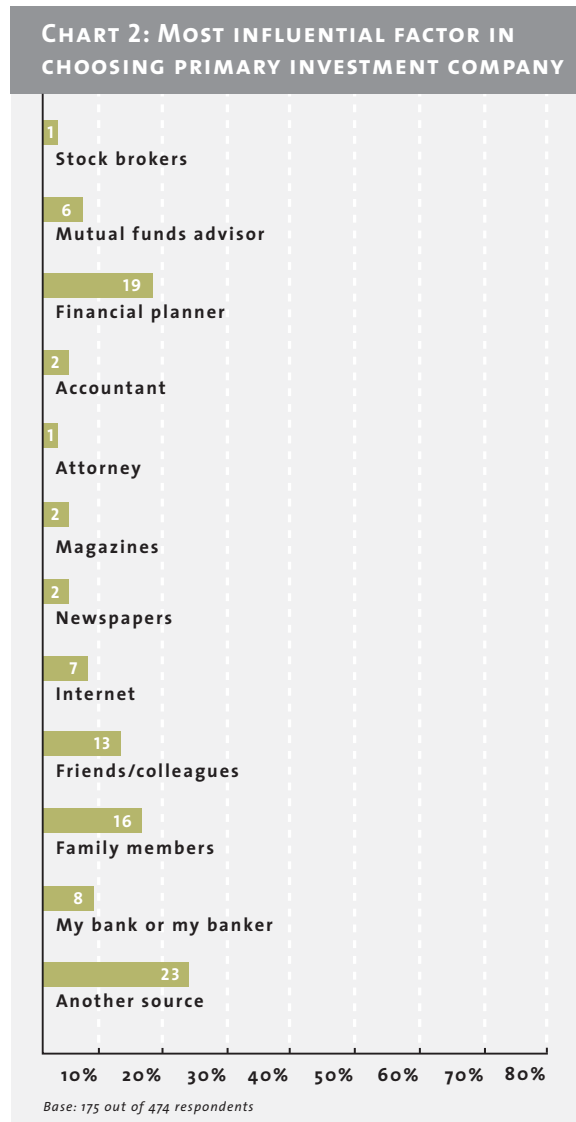 CHART 2: MOST INFLUENTIAL FACTOR IN
CHOOSING PRIMARY INVESTMENT COMPANY
1
Stock brokers
6
Mutual funds advisor
19
Financial planner
2
Accountant
1
Attorney
2
Magazines
2
Newspapers
7
Internet
13
Friends/colleagues
16
Family members
8
My bank or my banker
23
Another source
10% 20% 30% 40% 50% 60% 70% 80%
Base: 175 out of 474 respondents